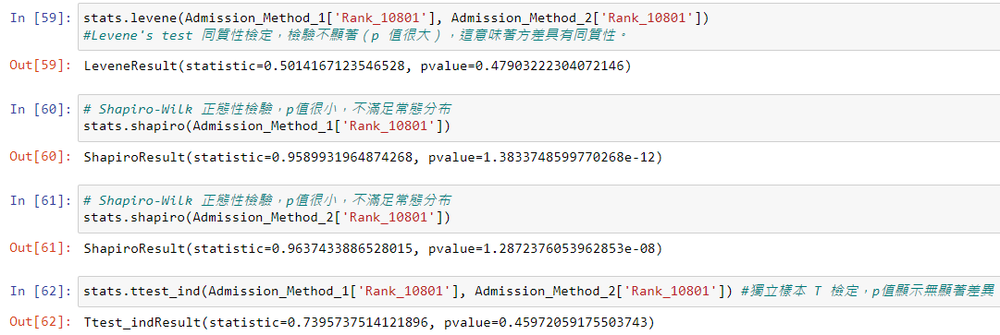 In [59]: stats.levene(Admission_Method_1['Rank_10801'], Admission_Method_2['Rank_10801'])
#Levene's test 同質性檢定，檢驗不顯著（p 值很大），這意味著方差具有同質性。
Out[59]: LeveneResult(statistic=0.5014167123546528, pvalue=0.47903222304072146)
In [60]: # Shapiro-Wilk 正態性檢驗，p值很小，不滿足常態分布
stats.shapiro(Admission_Method_1['Rank_10801'])
Out[60]: ShapiroResult(statistic=0.9589931964874268, pvalue=1.3833748599770268e-12)
In [61]: # Shapiro-Wilk 正態性檢驗，p值很小，不滿足常態分布
stats.shapiro(Admission_Method_2['Rank_10801'])
Out[61]: ShapiroResult(statistic=0.9637433886528015, pvalue=1.2872376053962853e-08)
In [62]: stats.ttest_ind(Admission_Method_1['Rank_10801'], Admission_Method_2['Rank_10801']) #獨立樣本 T 檢定，p值顯示無顯著差異
Out[62]: Ttest_indResult(statistic=0.7395737514121896, pvalue=0.45972059175503743)